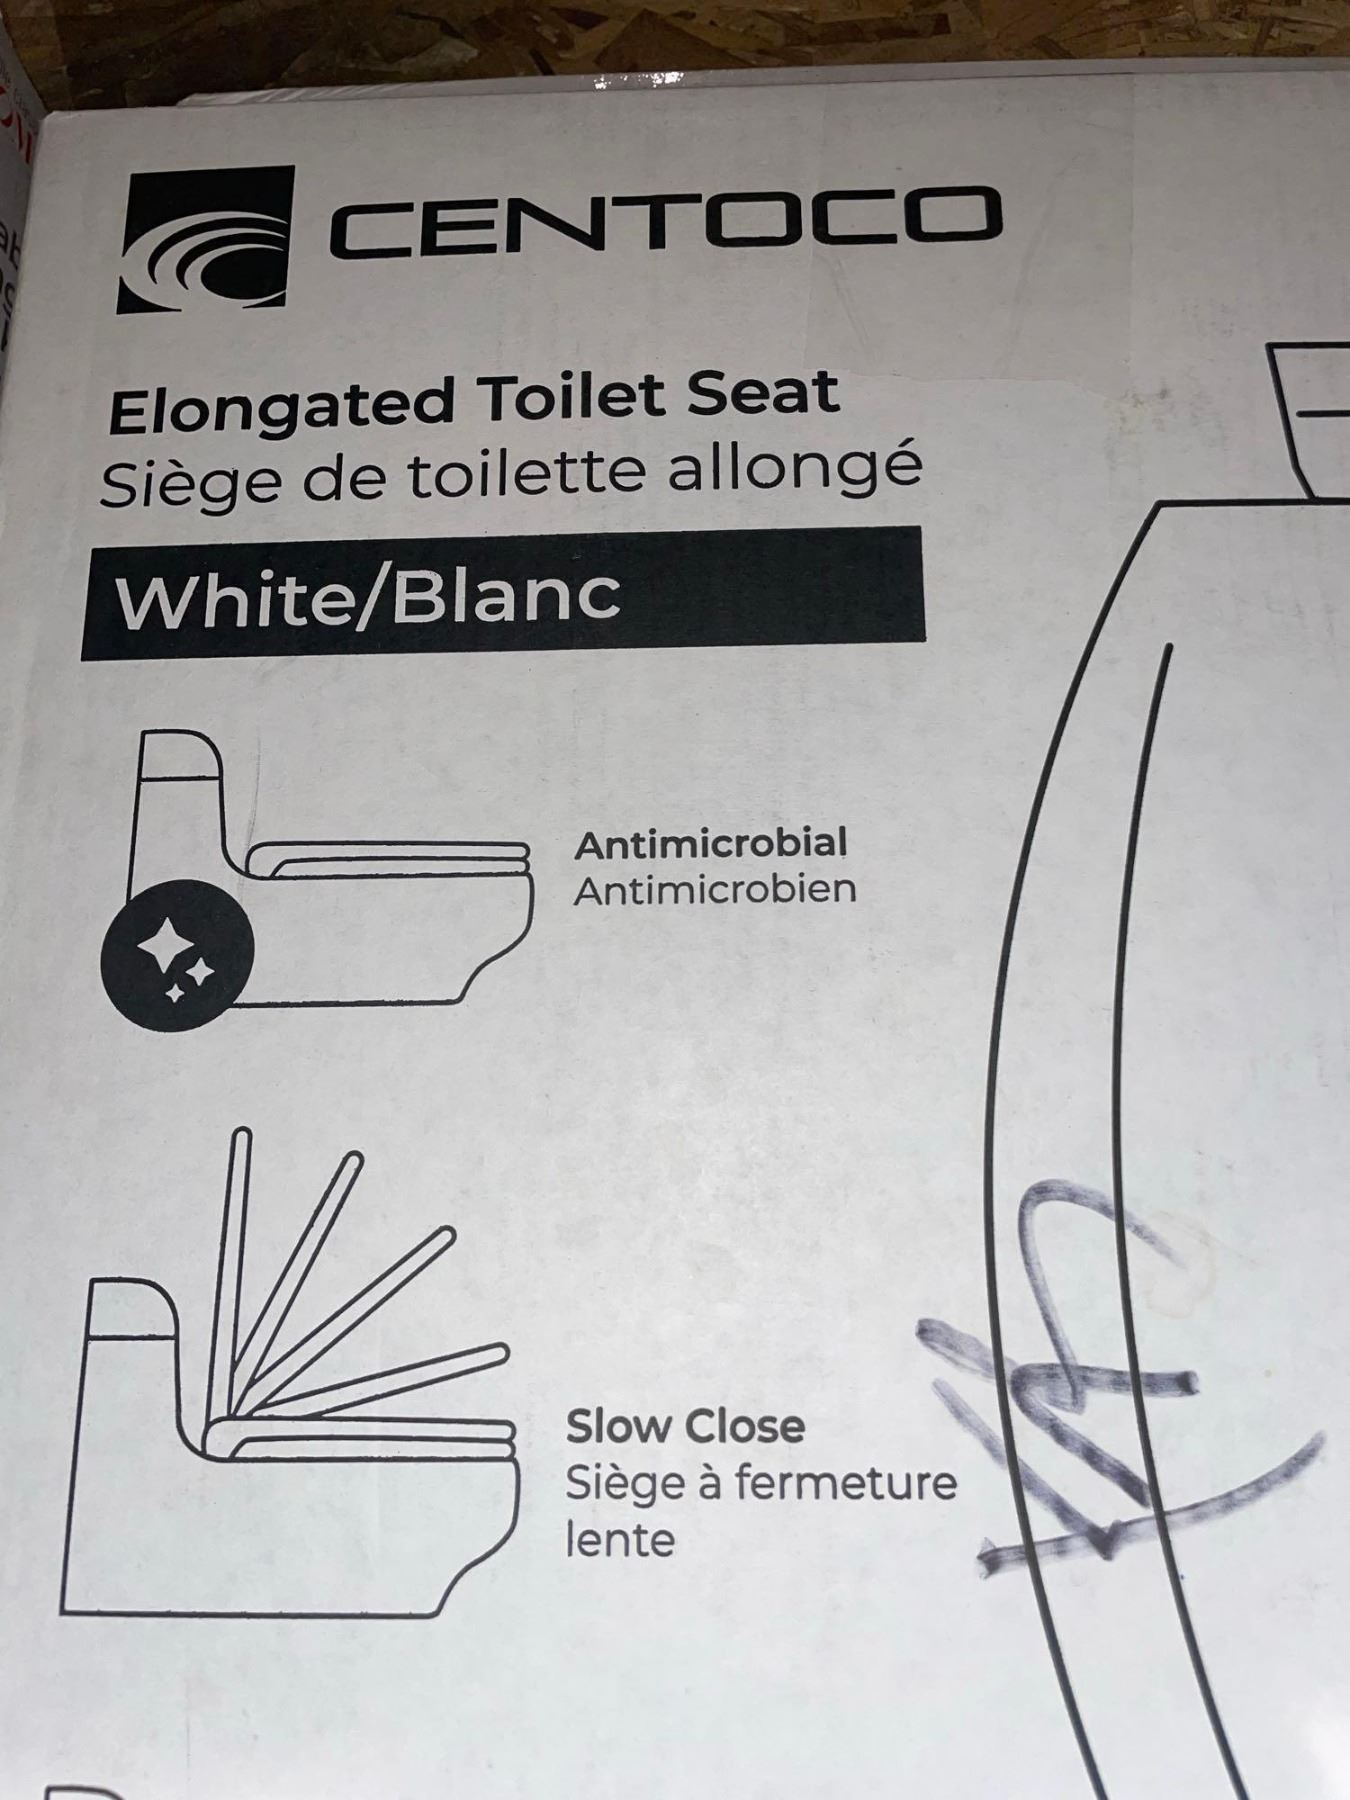 CENTOCO
Elongated Toilet Seat
Siège de toilette allongé
White/Blanc
Antimicrobial
Antimicrobien
Slow Close
Siège à fermeture
lente